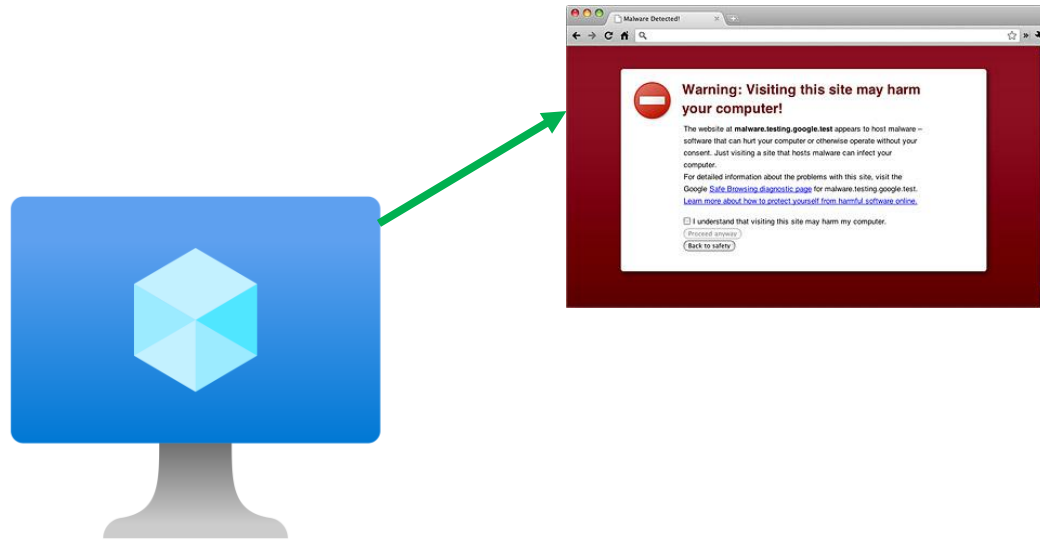 Malware Detected!
Warning: Visiting this site may harm
your computer!
The website at malware.testing.google.test appears to host malware –
software that can hurt your computer or otherwise operate without your
consent. Just visiting a site that hosts malware can infect your
computer.
For detailed information about the problems with this site, visit the
Google Safe Browsing diagnostic page for malware.testing.google.test.
Learn more about how to protect yourself from harmful software online.
I understand that visiting this site may harm my computer.
Proceed anyway
Back to safety